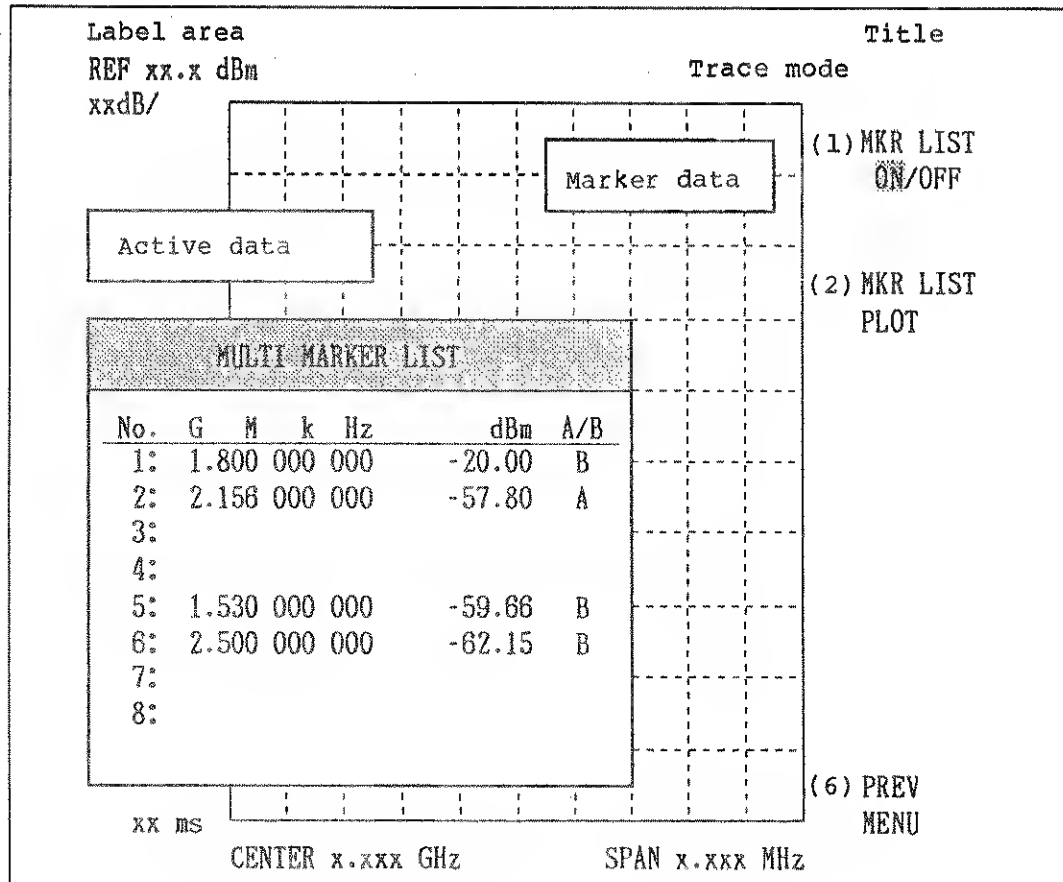 Label area
Title
REF xx.x dBm
Trace mode
xxdB/
(1) MKR LIST
ON/OFF
Marker data
Active data
(2) MKR LIST
PLOT
MULTI MARKER LIST
No. G M k Hz dBm A/B
1: 1.800 000 000 -20.00 B
2: 2.156 000 000 -57.80 A
3:
4:
5: 1.530 000 000 -59.66 B
6: 2.500 000 000 -62.15 B
7:
8:
(6) PREV
MENU
xx ms
CENTER x.xxx GHz
SPAN x.xxx MHz